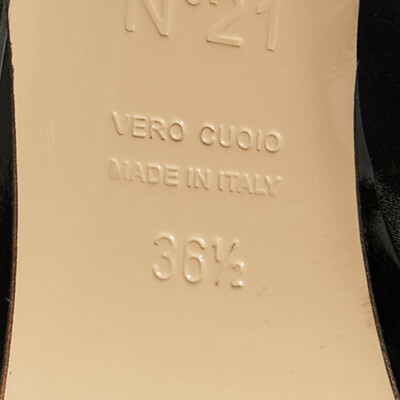 N°21
VERO CUOIO
MADE IN ITALY
36½